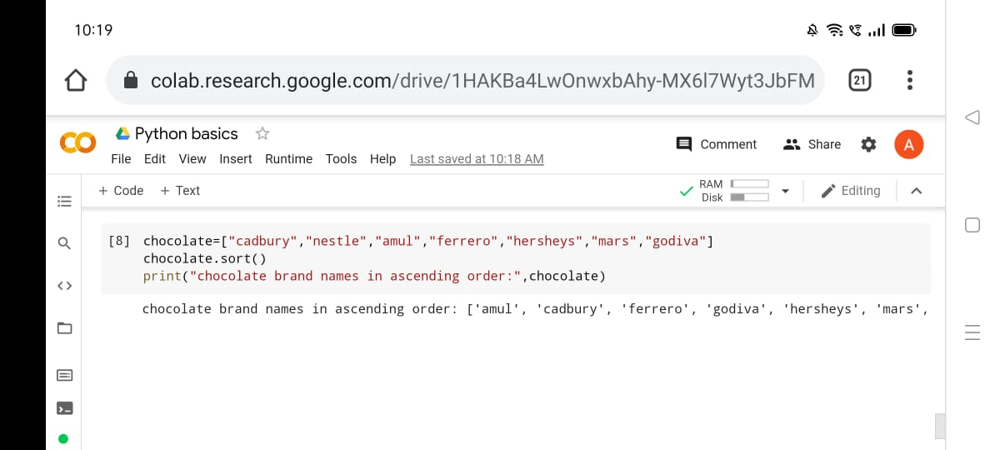 10:19
colab.research.google.com/drive/1HAKBa4LwOnwxbAhy-MX6l7Wyt3JbFM
21
Python basics
File Edit View Insert Runtime Tools Help Last saved at 10:18 AM
Comment
Share
A
+ Code + Text
RAM
Disk
Editing
[8] chocolate=["cadbury","nestle","amul","ferrero","hersheys","mars","godiva"]
chocolate.sort()
print("chocolate brand names in ascending order:",chocolate)
chocolate brand names in ascending order: ['amul', 'cadbury', 'ferrero', 'godiva', 'hersheys', 'mars',